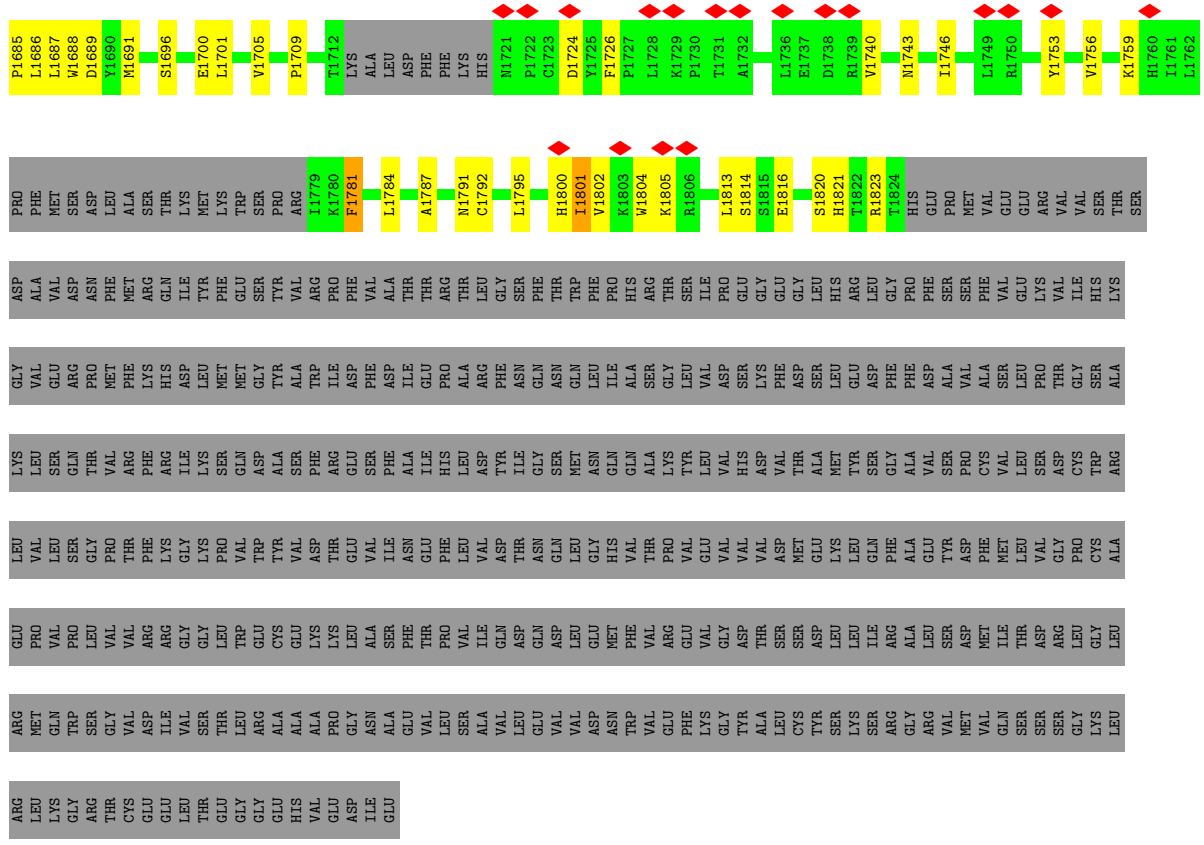 P1685 L1686 L1687 W1688 D1689 Y1690 M1691 S1696 E1700 L1701 V1705 P1709 T1712 LYS ALA LEU ASP PHE PHE LYS HIS N1721 P1722 C1723 D1724 Y1725 F1726 P1727 L1728 K1729 P1730 T1731 A1732 L1736 E1737 D1738 R1739 V1740 N1743 I1746 L1749 R1750 Y1753 V1756 K1759 H1760 I1761 L1762
PRO PHE MET SER ASP LEU ALA SER THR LYS MET LYS TRP SER PRO ARG I1779 K1780 F1781 L1784 A1787 N1791 C1792 L1795 H1800 I1801 V1802 K1803 W1804 K1805 R1806 L1813 S1814 S1815 E1816 S1820 H1821 T1822 R1823 T1824 HIS GLU PRO MET VAL GLU GLU ARG VAL VAL SER THR SER
ASP ALA VAL ASP ASN PHE MET ARG GLN ILE TYR PHE GLU SER TYR VAL ARG PRO PHE VAL ALA THR THR ARG THR LEU GLY SER PHE THR TRP PHE PRO HIS ARG THR SER ILE PRO GLU GLY GLU GLY LEU HIS ARG LEU GLY PRO PHE SER SER PHE VAL GLU LYS VAL ILE HIS LYS
GLY VAL GLU ARG PRO MET PHE LYS HIS ASP LEU MET MET GLY TYR ALA TRP ILE ASP PHE ASP ILE GLU PRO ALA ARG PHE ASN GLN ASN GLN LEU ILE ALA SER GLY LEU VAL ASP SER LYS PHE ASP SER LEU GLU ASP PHE PHE ASP ALA VAL ALA SER LEU PRO THR GLY SER ALA
LYS LEU SER GLN THR VAL ARG PHE ARG ILE LYS SER GLN ASP ALA SER PHE ARG GLU SER PHE ALA ILE HIS LEU ASP TYR ILE GLY SER MET ASN GLN GLN ALA LYS TYR LEU VAL HIS ASP VAL THR ALA MET TYR SER GLY ALA VAL SER PRO CYS VAL LEU SER ASP CYS TRP ARG
LEU VAL LEU SER GLY PRO THR PHE LYS GLY LYS PRO VAL TRP TYR VAL ASP THR GLU VAL ILE ASN GLU PHE LEU VAL ASP THR ASN GLN LEU GLY HIS VAL THR PRO VAL GLU VAL VAL VAL ASP MET GLU LYS LEU GLN PHE ALA GLU TYR ASP PHE MET LEU VAL GLY PRO CYS ALA
GLU PRO VAL PRO LEU VAL VAL ARG ARG GLY GLY LEU TRP GLU CYS GLU LYS LYS LEU ALA SER PHE THR PRO VAL ILE GLN ASP GLN ASP LEU GLU MET PHE VAL ARG GLU VAL GLY ASP THR SER SER ASP LEU LEU ILE ARG ALA LEU SER ASP MET ILE THR ASP ARG LEU GLY LEU
ARG MET GLN TRP SER GLY VAL ASP ILE VAL SER THR LEU ARG ALA ALA ALA PRO GLY ASN ALA GLU VAL LEU SER ALA VAL LEU GLU VAL VAL ASP ASN TRP VAL GLU PHE LYS GLY TYR ALA LEU CYS TYR SER LYS SER ARG GLY ARG VAL MET VAL GLN SER SER SER GLY LYS LEU
ARG LEU LYS GLY ARG THR CYS GLU GLU LEU THR GLU GLY GLY GLU HIS VAL GLU ASP ILE GLU